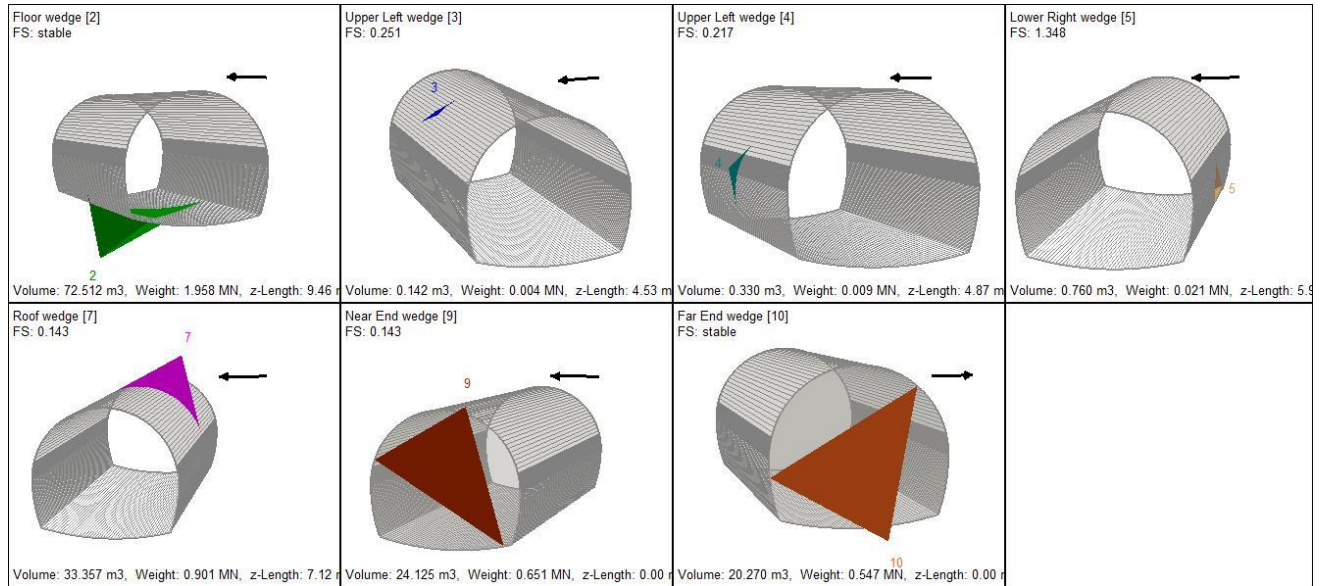 Floor wedge [2]
FS: stable
2
Volume: 72.512 m3, Weight: 1.958 MN, z-Length: 9.46 r
Upper Left wedge [3]
FS: 0.251
3
Volume: 0.142 m3, Weight: 0.004 MN, z-Length: 4.53 m
Upper Left wedge [4]
FS: 0.217
4
Volume: 0.330 m3, Weight: 0.009 MN, z-Length: 4.87 m
Lower Right wedge [5]
FS: 1.348
5
Volume: 0.760 m3, Weight: 0.021 MN, z-Length: 5.9
Roof wedge [7]
FS: 0.143
7
Volume: 33.357 m3, Weight: 0.901 MN, z-Length: 7.12 r
Near End wedge [9]
FS: 0.143
9
Volume: 24.125 m3, Weight: 0.651 MN, z-Length: 0.00 r
Far End wedge [10]
FS: stable
10
Volume: 20.270 m3, Weight: 0.547 MN, z-Length: 0.00 r